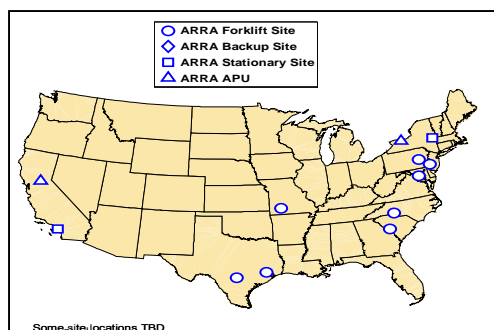 ARRA Forklift Site
ARRA Backup Site
ARRA Stationary Site
ARRA APU
Some site locations TBD